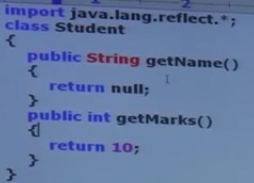 import java.lang.reflect.*;
class Student
{
public String getName()
{
return null;
}
public int getMarks()
{
return 10;
}
}